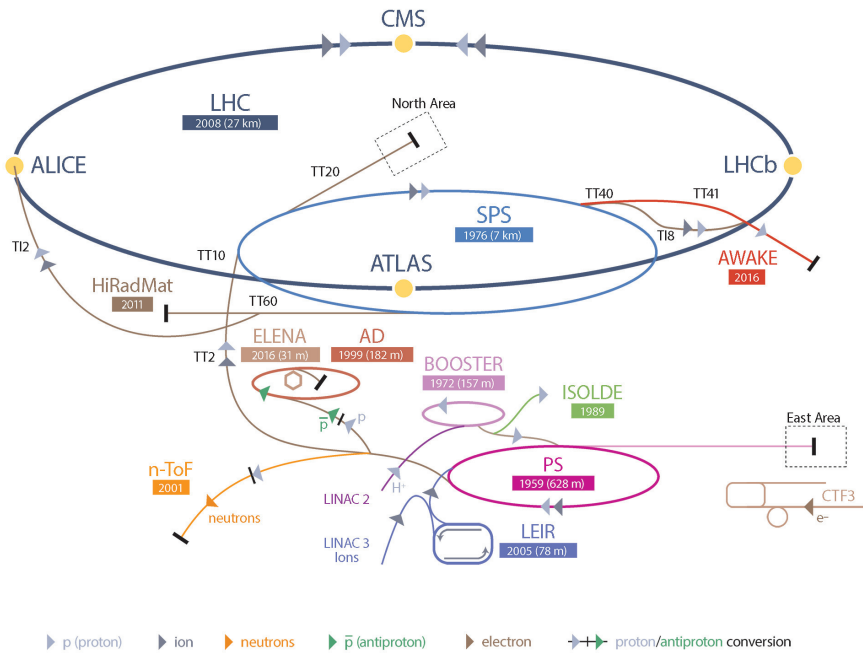 CMS
LHC
2008 (27 km)
North Area
ALICE
LHCb
TT20
TT40
TT41
SPS
1976 (7 km)
TI2
TI8
TT10
ATLAS
AWAKE
2016
HiRadMat
2011
TT60
ELENA
2016 (31 m)
AD
1999 (182 m)
TT2
BOOSTER
1972 (157 m)
ISOLDE
1989
p
p̅
East Area
n-ToF
2001
PS
1959 (628 m)
LINAC 2
H⁺
neutrons
CTF3
e⁻
LEIR
2005 (78 m)
LINAC 3
Ions
p (proton)
ion
neutrons
p̅ (antiproton)
electron
proton/antiproton conversion